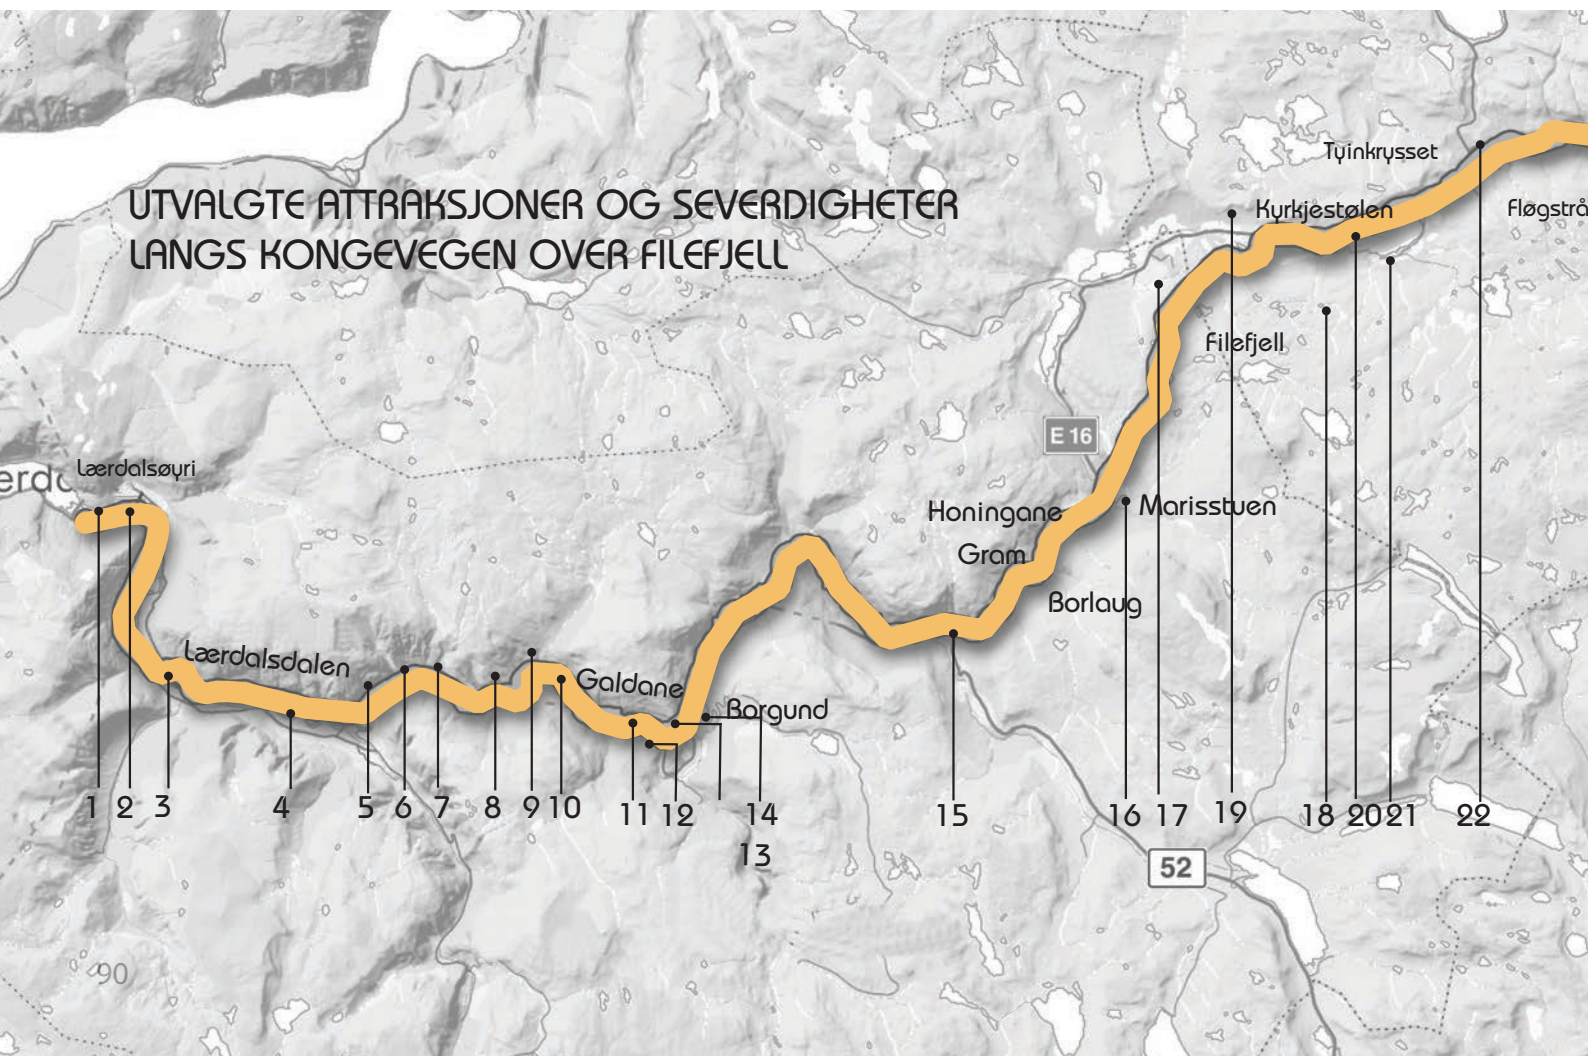 UTVALGTE ATTRAKSJONER OG SEVERDIGHETER
LANGS KONGEVEGEN OVER FILEFJELL
Tyinkrysset
Kyrkjestølen
Fløgstrå
Filefjell
E 16
Lærdalsøyri
Honingane
Marisstuen
Gram
Borlaug
Lærdalsdalen
Galdane
Borgund
1 2 3 4 5 6 7 8 9 10 11 12 14 15 16 17 19 18 20 21 22
13
52
90